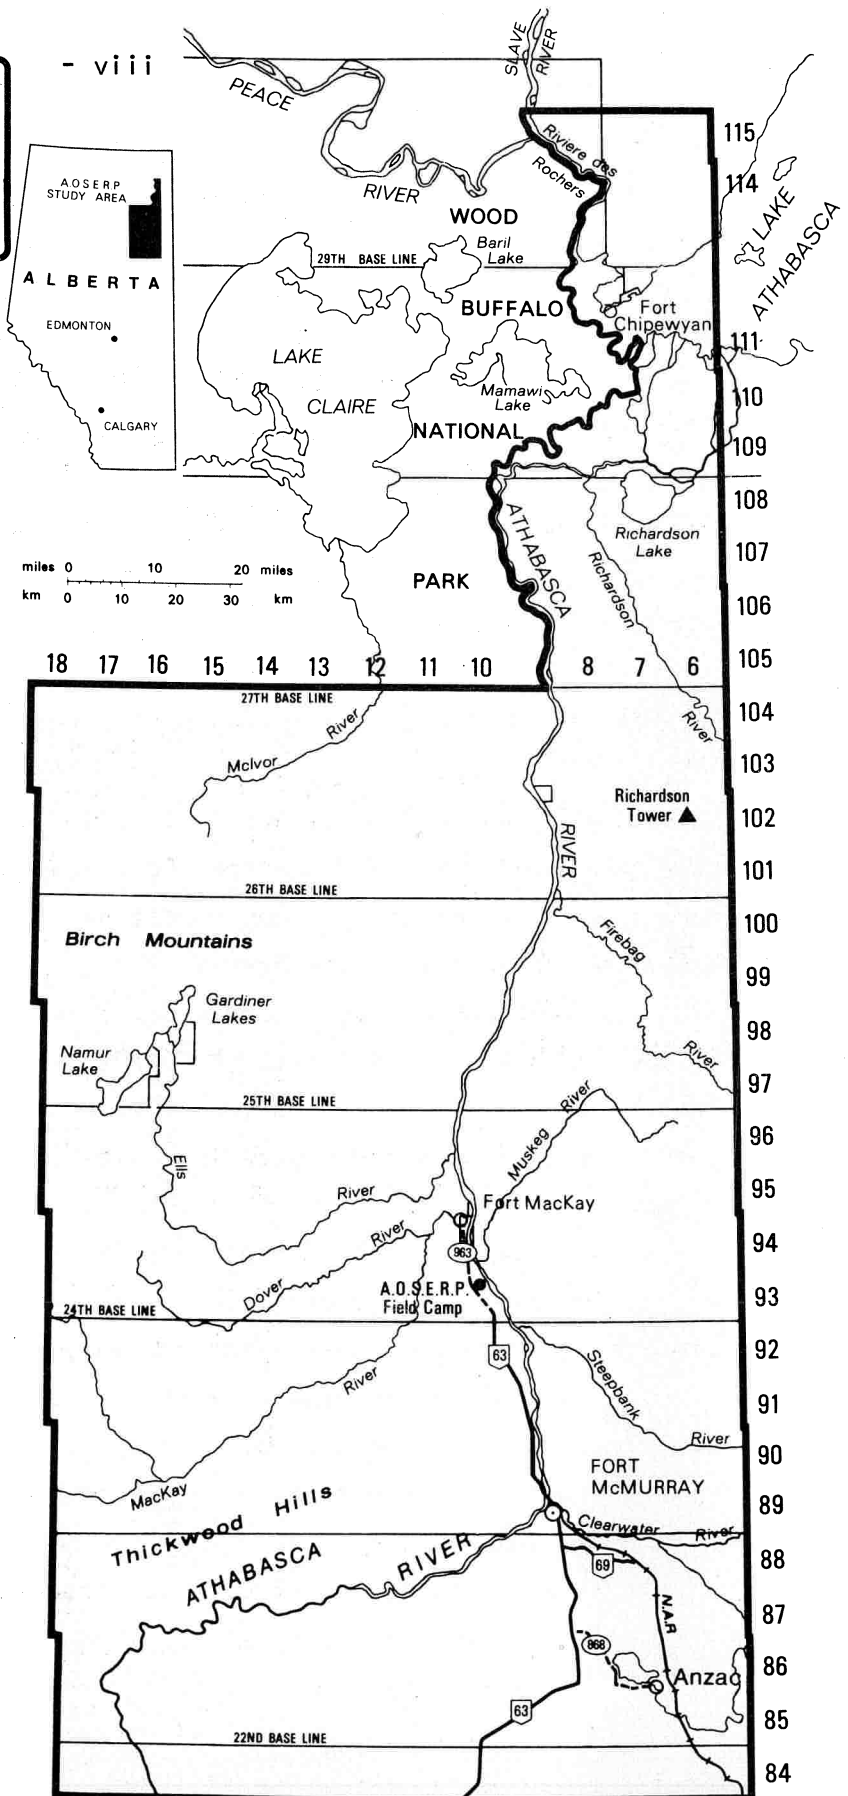 - viii
SLAVE RIVER
PEACE
RIVER
Riviere des
Rochers
115
114
A.O.S.E.R.P
STUDY AREA
ALBERTA
EDMONTON
CALGARY
WOOD
Baril
Lake
29TH BASE LINE
LAKE
ATHABASCA
BUFFALO
Fort
Chipewyan
111
LAKE
CLAIRE
Mamawi
Lake
110
NATIONAL
109
108
ATHABASCA
Richardson
Lake
107
miles 0 10 20 miles
km 0 10 20 30 km
PARK
Richardson
106
105
18 17 16 15 14 13 12 11 10 8 7 6
27TH BASE LINE
River
104
McIvor
River
103
Richardson
Tower
102
RIVER
101
26TH BASE LINE
100
Birch Mountains
Firebag
99
Gardiner
Lakes
98
Namur
Lake
River
97
25TH BASE LINE
River
96
Muskeg
Ells
River
95
Fort MacKay
River
94
963
Dover
A.O.S.E.R.P.
Field Camp
93
24TH BASE LINE
92
63
River
Steepbank
91
River
90
MacKay
FORT
McMURRAY
89
Thickwood Hills
Clearwater River
ATHABASCA RIVER
88
69
N.A.R
87
868
86
Anzac
63
85
22ND BASE LINE
84